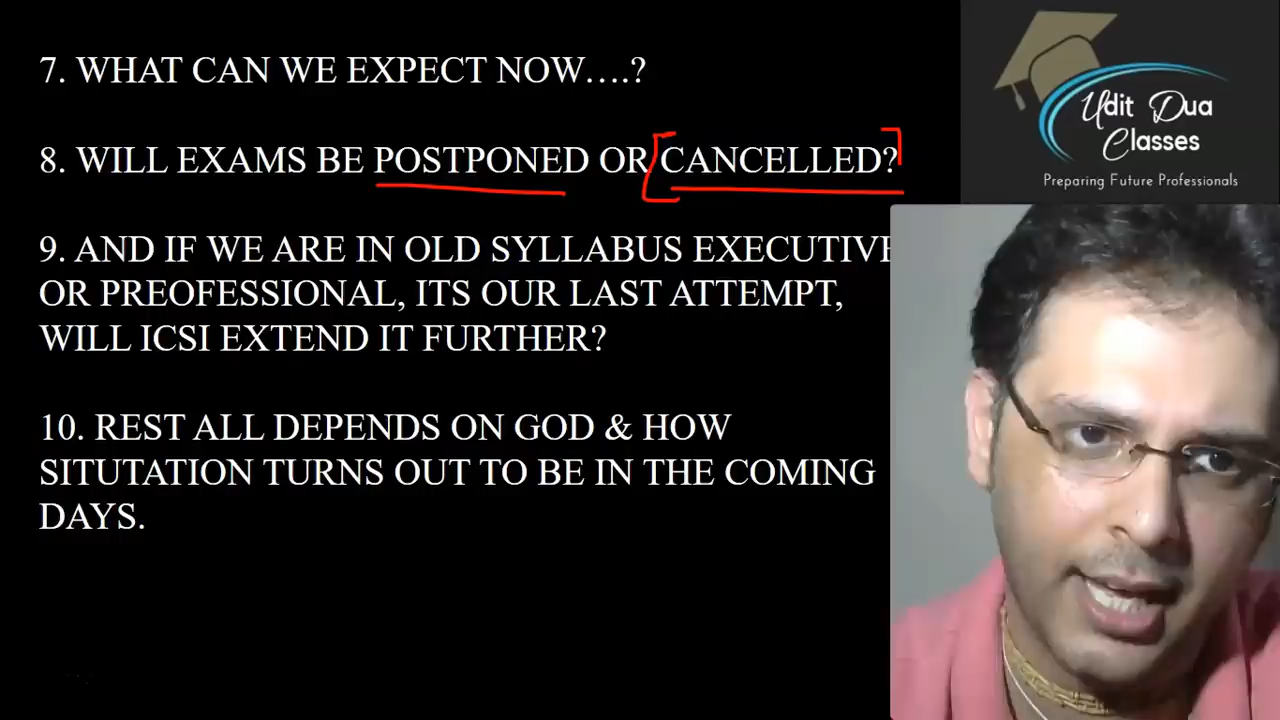 7. WHAT CAN WE EXPECT NOW….?
8. WILL EXAMS BE POSTPONED OR CANCELLED?
9. AND IF WE ARE IN OLD SYLLABUS EXECUTIVE
OR PREOFESSIONAL, ITS OUR LAST ATTEMPT,
WILL ICSI EXTEND IT FURTHER?
10. REST ALL DEPENDS ON GOD & HOW
SITUTATION TURNS OUT TO BE IN THE COMING
DAYS.
Udit Dua
Classes
Preparing Future Professionals